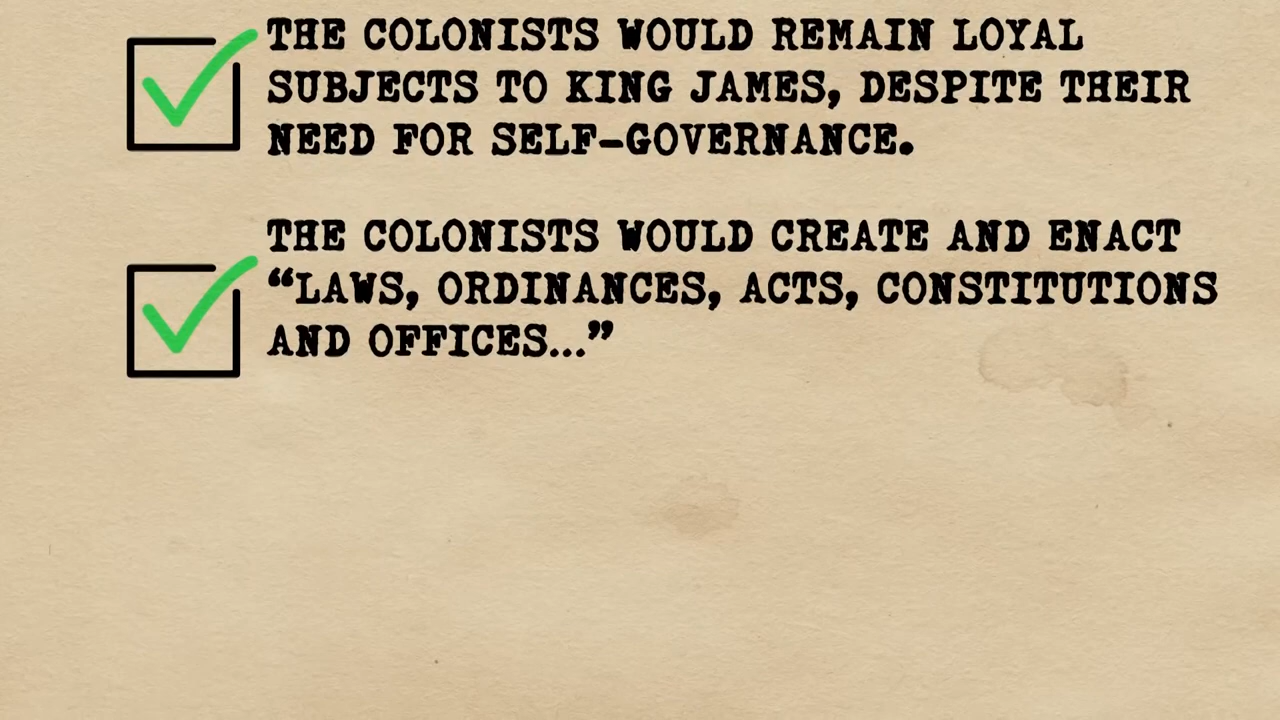 THE COLONISTS WOULD REMAIN LOYAL
SUBJECTS TO KING JAMES, DESPITE THEIR
NEED FOR SELF-GOVERNANCE.
THE COLONISTS WOULD CREATE AND ENACT
“LAWS, ORDINANCES, ACTS, CONSTITUTIONS
AND OFFICES...”